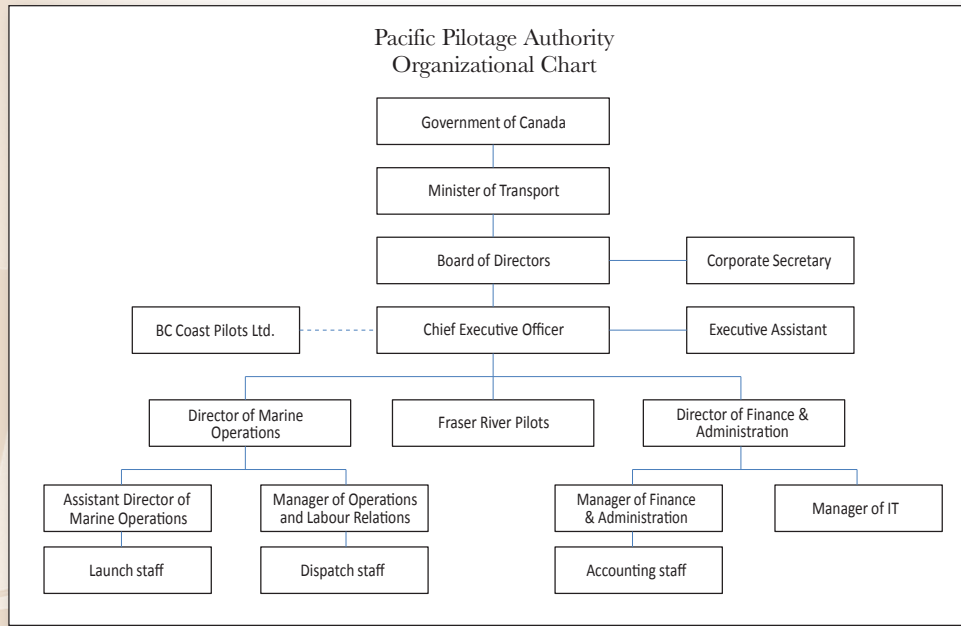 Pacific Pilotage Authority
Organizational Chart
Government of Canada
Minister of Transport
Board of Directors
Corporate Secretary
BC Coast Pilots Ltd.
Chief Executive Officer
Executive Assistant
Director of Marine
Operations
Fraser River Pilots
Director of Finance &
Administration
Assistant Director of
Marine Operations
Manager of Operations
and Labour Relations
Manager of Finance
& Administration
Manager of IT
Launch staff
Dispatch staff
Accounting staff